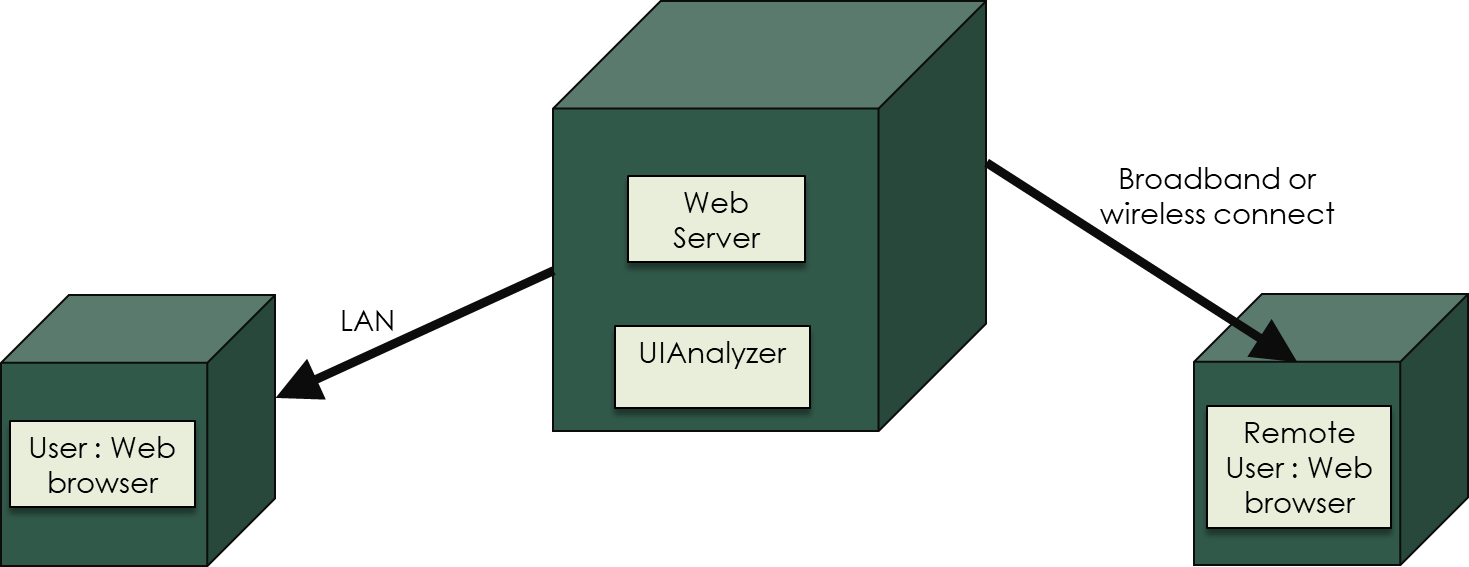 Web
Server
UIAnalyzer
LAN
Broadband or
wireless connect
User : Web
browser
Remote
User : Web
browser